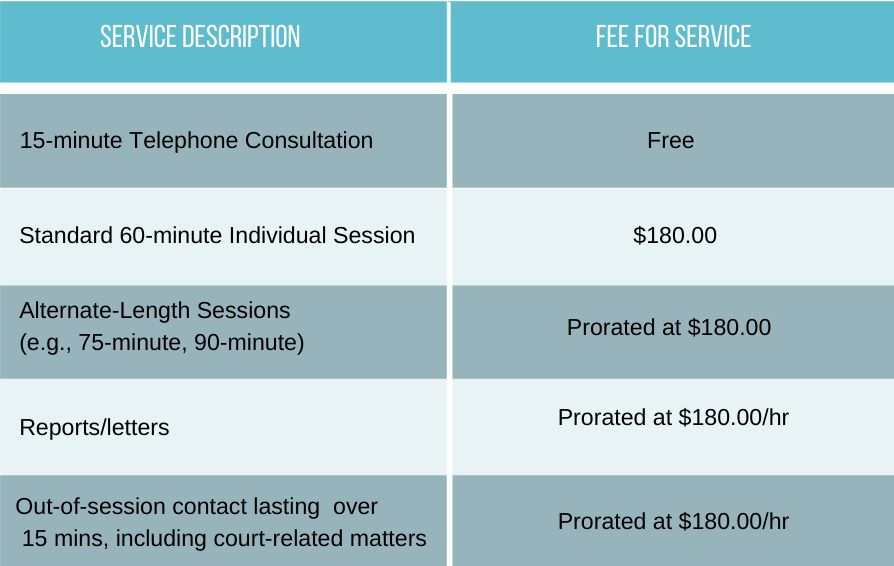 SERVICE DESCRIPTION
FEE FOR SERVICE
15-minute Telephone Consultation
Free
Standard 60-minute Individual Session
$180.00
Alternate-Length Sessions
(e.g., 75-minute, 90-minute)
Prorated at $180.00
Reports/letters
Prorated at $180.00/hr
Out-of-session contact lasting  over
15 mins, including court-related matters
Prorated at $180.00/hr